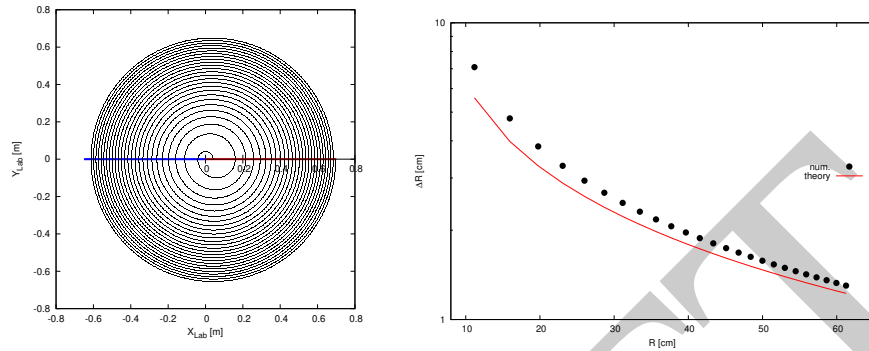 0.8
0.6
0.4
0.2
0
-0.2
-0.4
-0.6
-0.8
Y_Lab [m]
0 0.2 0.4 0.6 0.8
-0.8 -0.6 -0.4 -0.2 0 0.2 0.4 0.6 0.8
X_Lab [m]
10
1
ΔR [cm]
num.
theory
10 20 30 40 50 60
R [cm]
T